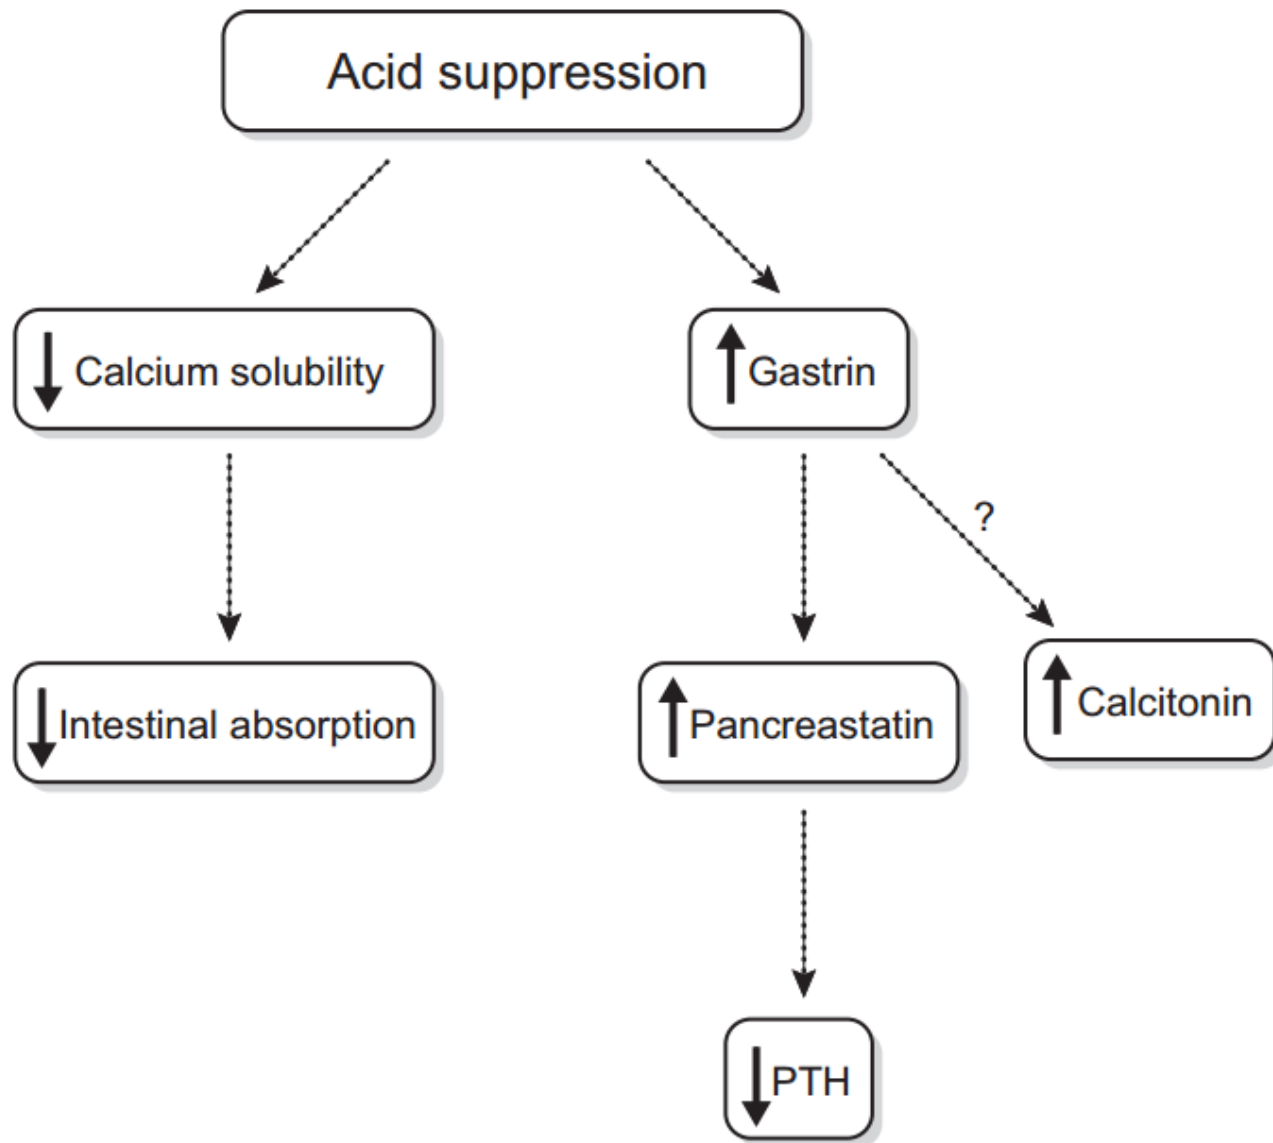 Acid suppression
Calcium solubility
Gastrin
?
Intestinal absorption
Pancreastatin
Calcitonin
PTH